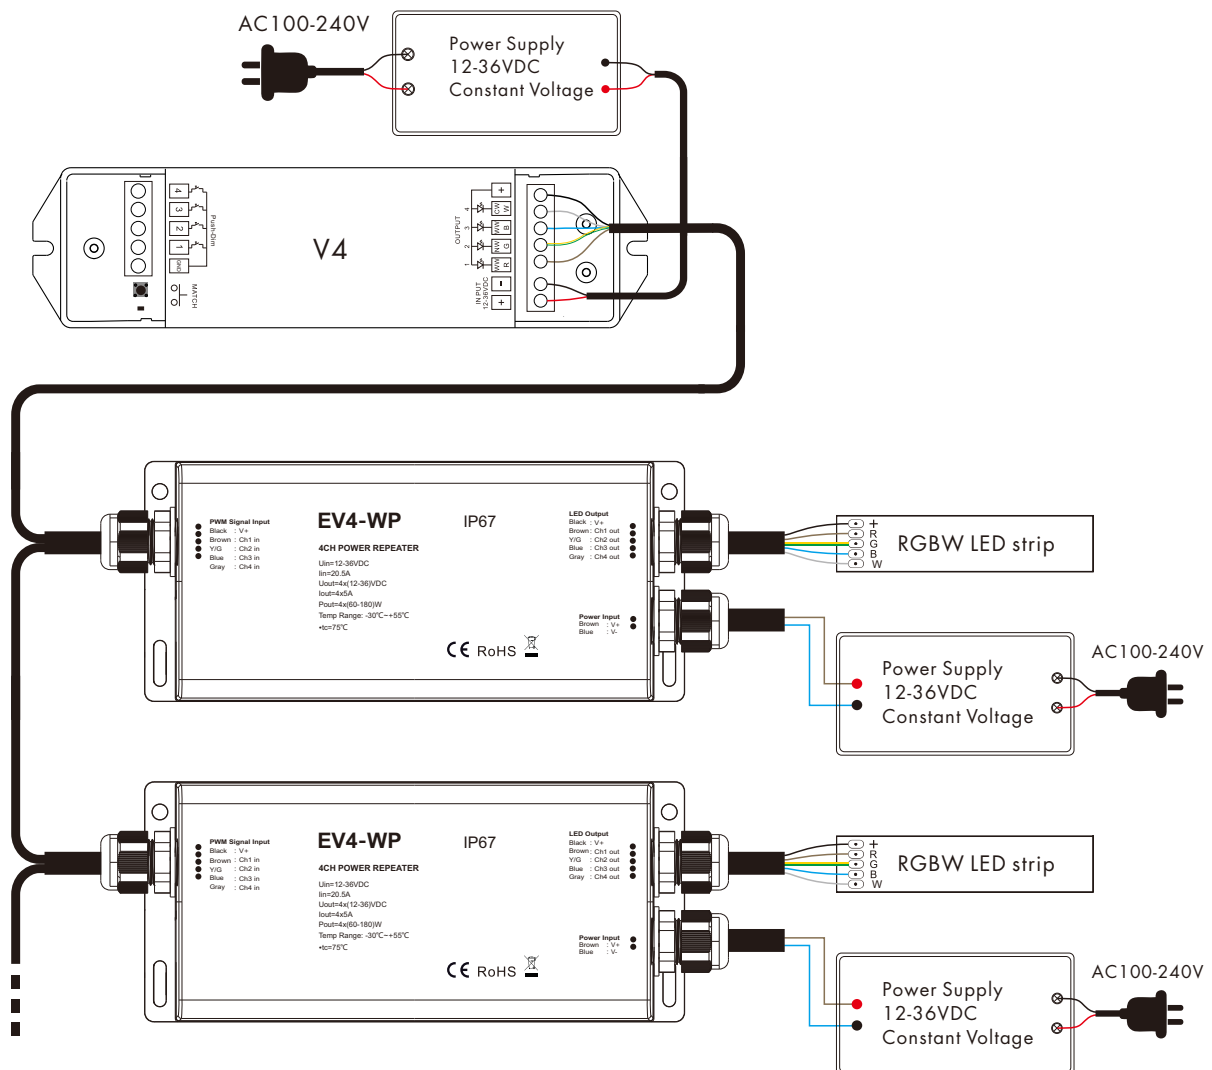 AC100-240V
Power Supply
12-36VDC
Constant Voltage
4
3
2
1
GND
Push-Dim
MATCH
V4
OUTPUT
4
3
2
1
+
CW W
WW B
NW G
WW R
-
+
INPUT
12-36VDC
PWM Signal Input
Black : V+
Brown : Ch1 in
Y/G : Ch2 in
Blue : Ch3 in
Gray : Ch4 in
EV4-WP
IP67
4CH POWER REPEATER
Uin=12-36VDC
Iin=20.5A
Uout=4x(12-36)VDC
Iout=4x5A
Pout=4x(60-180)W
Temp Range: -30℃~+55℃
•tc=75℃
CE RoHS
LED Output
Black : V+
Brown : Ch1 out
Y/G : Ch2 out
Blue : Ch3 out
Gray : Ch4 out
Power Input
Brown : V+
Blue : V-
+
R
G
B
W
RGBW LED strip
Power Supply
12-36VDC
Constant Voltage
AC100-240V
PWM Signal Input
Black : V+
Brown : Ch1 in
Y/G : Ch2 in
Blue : Ch3 in
Gray : Ch4 in
EV4-WP
IP67
4CH POWER REPEATER
Uin=12-36VDC
Iin=20.5A
Uout=4x(12-36)VDC
Iout=4x5A
Pout=4x(60-180)W
Temp Range: -30℃~+55℃
•tc=75℃
CE RoHS
LED Output
Black : V+
Brown : Ch1 out
Y/G : Ch2 out
Blue : Ch3 out
Gray : Ch4 out
Power Input
Brown : V+
Blue : V-
+
R
G
B
W
RGBW LED strip
Power Supply
12-36VDC
Constant Voltage
AC100-240V